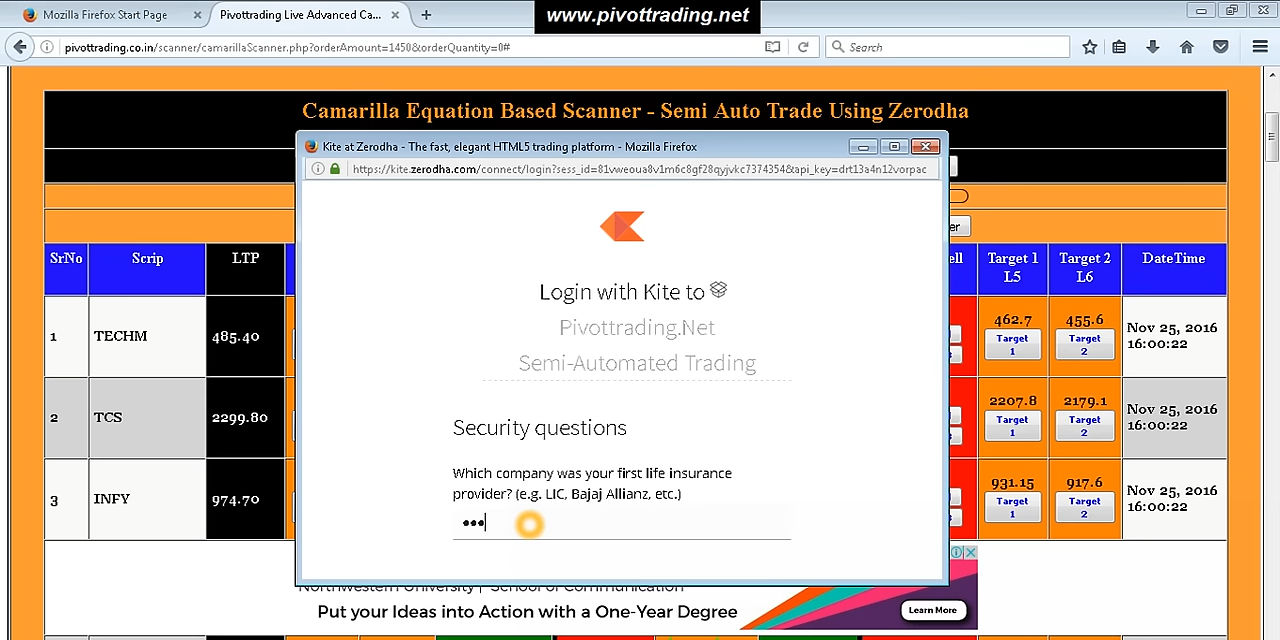 www.pivottrading.net
Mozilla Firefox Start Page
Pivottrading Live Advanced Ca...
pivottrading.co.in/scanner/camarillaScanner.php?orderAmount=1450&orderQuantity=0#
Search
Camarilla Equation Based Scanner - Semi Auto Trade Using Zerodha
Kite at Zerodha - The fast, elegant HTML5 trading platform - Mozilla Firefox
https://kite.zerodha.com/connect/login?sess_id=81vweoua8v1m6c8gf28qyjvkc7374354&api_key=drt13a4n12vorpac
Login with Kite to
Pivottrading.Net
Semi-Automated Trading
Security questions
Which company was your first life insurance
provider? (e.g. LIC, Bajaj Allianz, etc.)
•••
er
SrNo Scrip LTP ell Target 1 L5 Target 2 L6 DateTime
1 TECHM 485.40 462.7 Target 1 455.6 Target 2 Nov 25, 2016 16:00:22
2 TCS 2299.80 2207.8 Target 1 2179.1 Target 2 Nov 25, 2016 16:00:22
3 INFY 974.70 931.15 Target 1 917.6 Target 2 Nov 25, 2016 16:00:22
Northwestern University | School of Communication
Put your Ideas into Action with a One-Year Degree
Learn More